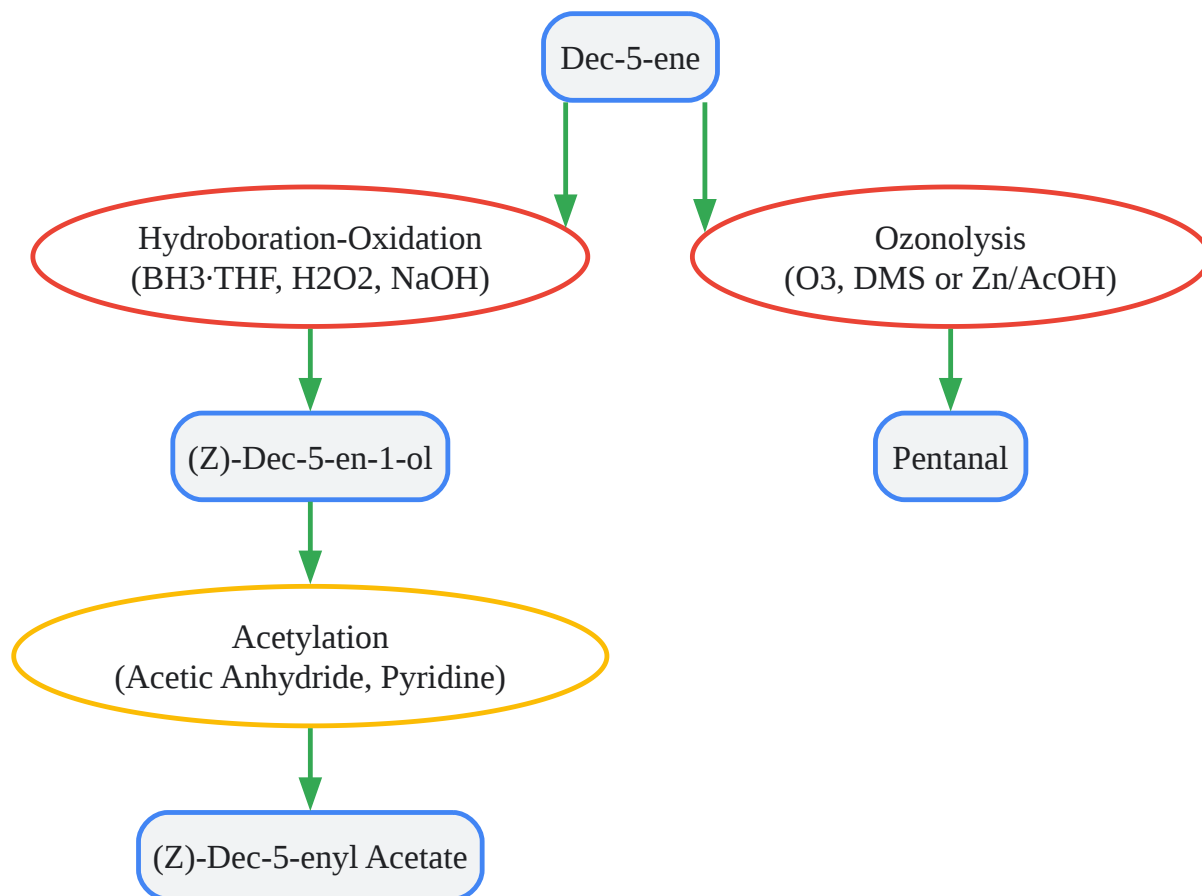 Dec-5-ene
Hydroboration-Oxidation
(BH3·THF, H2O2, NaOH)
Ozonolysis
(O3, DMS or Zn/AcOH)
(Z)-Dec-5-en-1-ol
Pentanal
Acetylation
(Acetic Anhydride, Pyridine)
(Z)-Dec-5-enyl Acetate